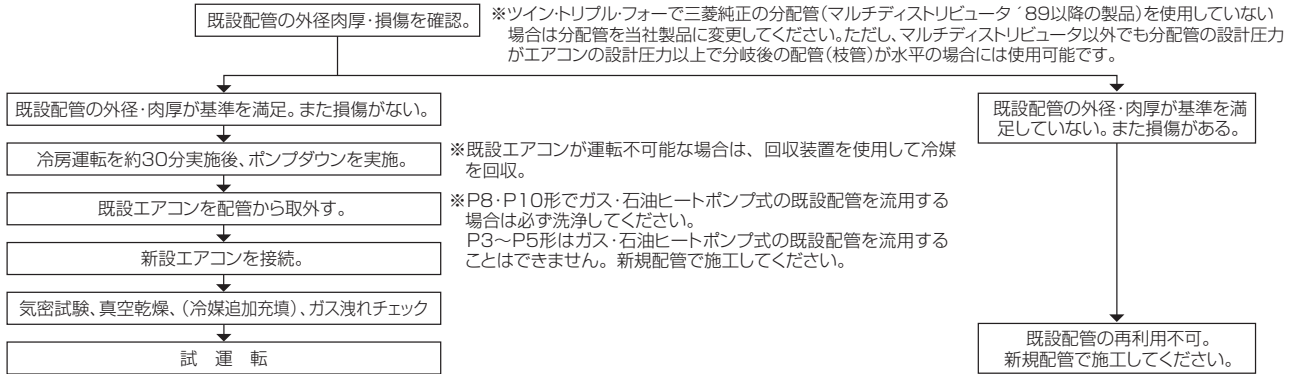 既設配管の外径肉厚・損傷を確認。
※ツイン・トリプル・フォーで三菱純正の分配管（マルチディストリビュータ ´89以降の製品）を使用していない
場合は分配管を当社製品に変更してください。ただし、マルチディストリビュータ以外でも分配管の設計圧力
がエアコンの設計圧力以上で分岐後の配管（枝管）が水平の場合には使用可能です。
既設配管の外径・肉厚が基準を満足。また損傷がない。
冷房運転を約30分実施後、ポンプダウンを実施。
※既設エアコンが運転不可能な場合は、回収装置を使用して冷媒
を回収。
既設エアコンを配管から取外す。
※P8・P10形でガス・石油ヒートポンプ式の既設配管を流用する
場合は必ず洗浄してください。
P3～P5形はガス・石油ヒートポンプ式の既設配管を流用する
ことはできません。新規配管で施工してください。
新設エアコンを接続。
気密試験、真空乾燥、（冷媒追加充填）、ガス洩れチェック
試 運 転
既設配管の外径・肉厚が基準を満
足していない。また損傷がある。
既設配管の再利用不可。
新規配管で施工してください。